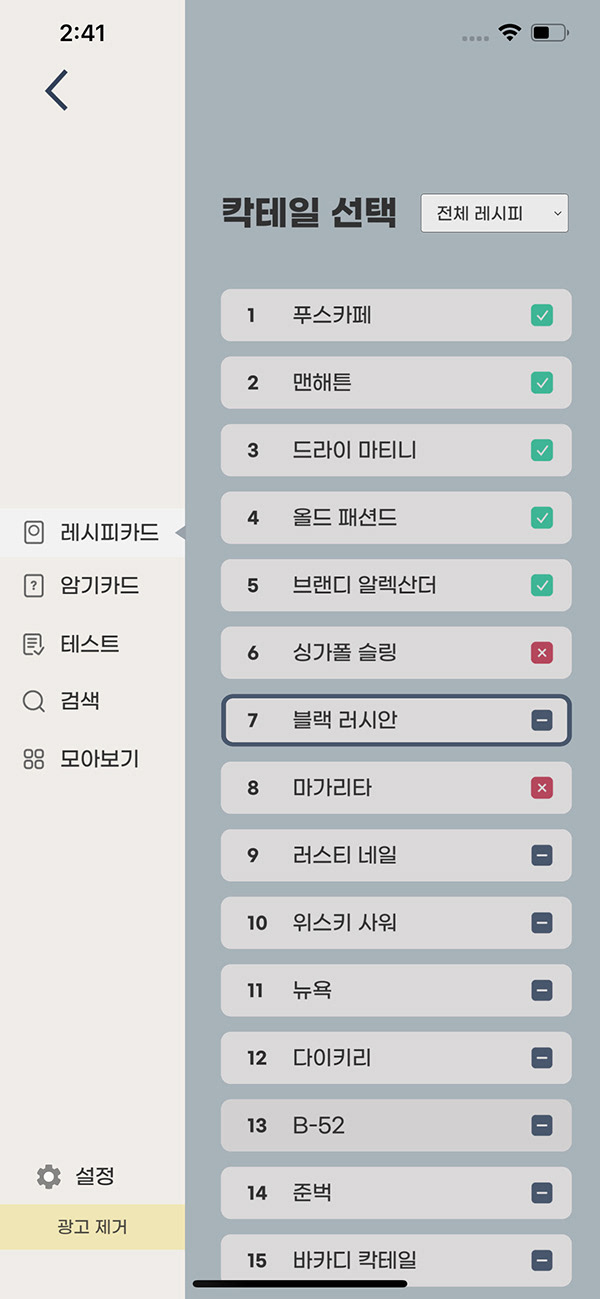 2:41
칵테일 선택
전체 레시피
1 푸스카페
2 맨해튼
3 드라이 마티니
4 올드 패션드
5 브랜디 알렉산더
6 싱가폴 슬링
7 블랙 러시안
8 마가리타
9 러스티 네일
10 위스키 사워
11 뉴욕
12 다이키리
13 B-52
14 준벅
15 바카디 칵테일
레시피카드
암기카드
테스트
검색
모아보기
설정
광고 제거